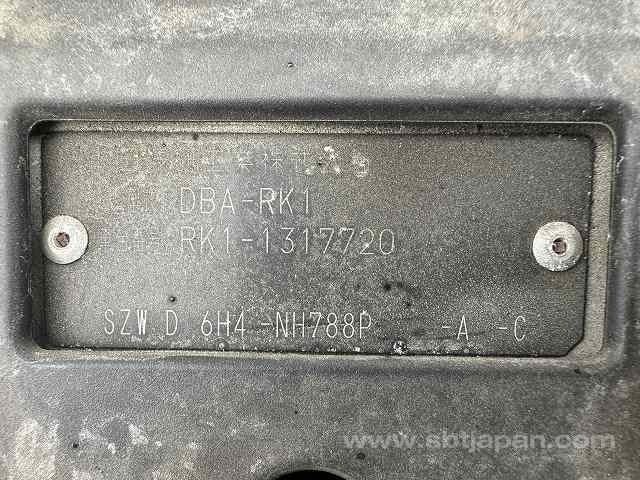 DBA-RK1
RK1-1317720
SZW D 6H4 -NH788P -A -C
www.sbtjapan.com